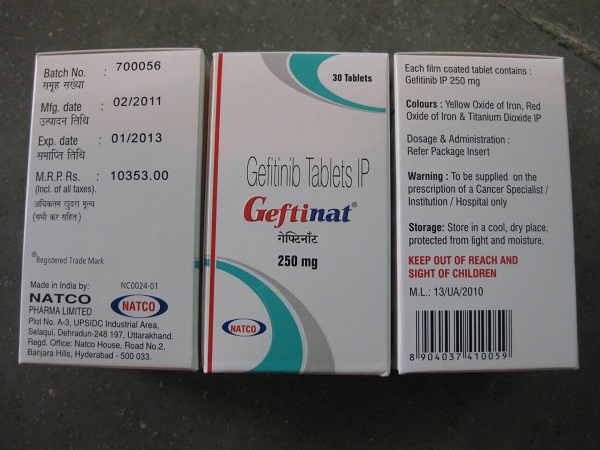 Batch No. : 700056
समूह संख्या
Mfg. date : 02/2011
उत्पादन तिथि
Exp. date : 01/2013
समाप्ति तिथि
M.R.P. Rs. : 10353.00
(Incl. of all taxes).
अधिकतम खुदरा मूल्य
(सभी कर सहित)
®Registered Trade Mark
Made in India by: NC0024-01
NATCO
PHARMA LIMITED
NATCO
Plot No. A-3, UPSIDC Industrial Area,
Selaqui, Dehradun-248 197, Uttarakhand.
Regd. Office: Natco House, Road No.2,
Banjara Hills, Hyderabad - 500 033.
30 Tablets
Gefitinib Tablets IP
Geftinat®
गेफ्टिनॉट
250 mg
NATCO
Each film coated tablet contains :
Gefitinib IP 250 mg
Colours : Yellow Oxide of Iron, Red
Oxide of Iron & Titanium Dioxide IP
Dosage & Administration :
Refer Package Insert
Warning : To be supplied on the
prescription of a Cancer Specialist /
Institution / Hospital only
Storage: Store in a cool, dry place,
protected from light and moisture.
KEEP OUT OF REACH AND
SIGHT OF CHILDREN
M.L.: 13/UA/2010
8 904037 410059